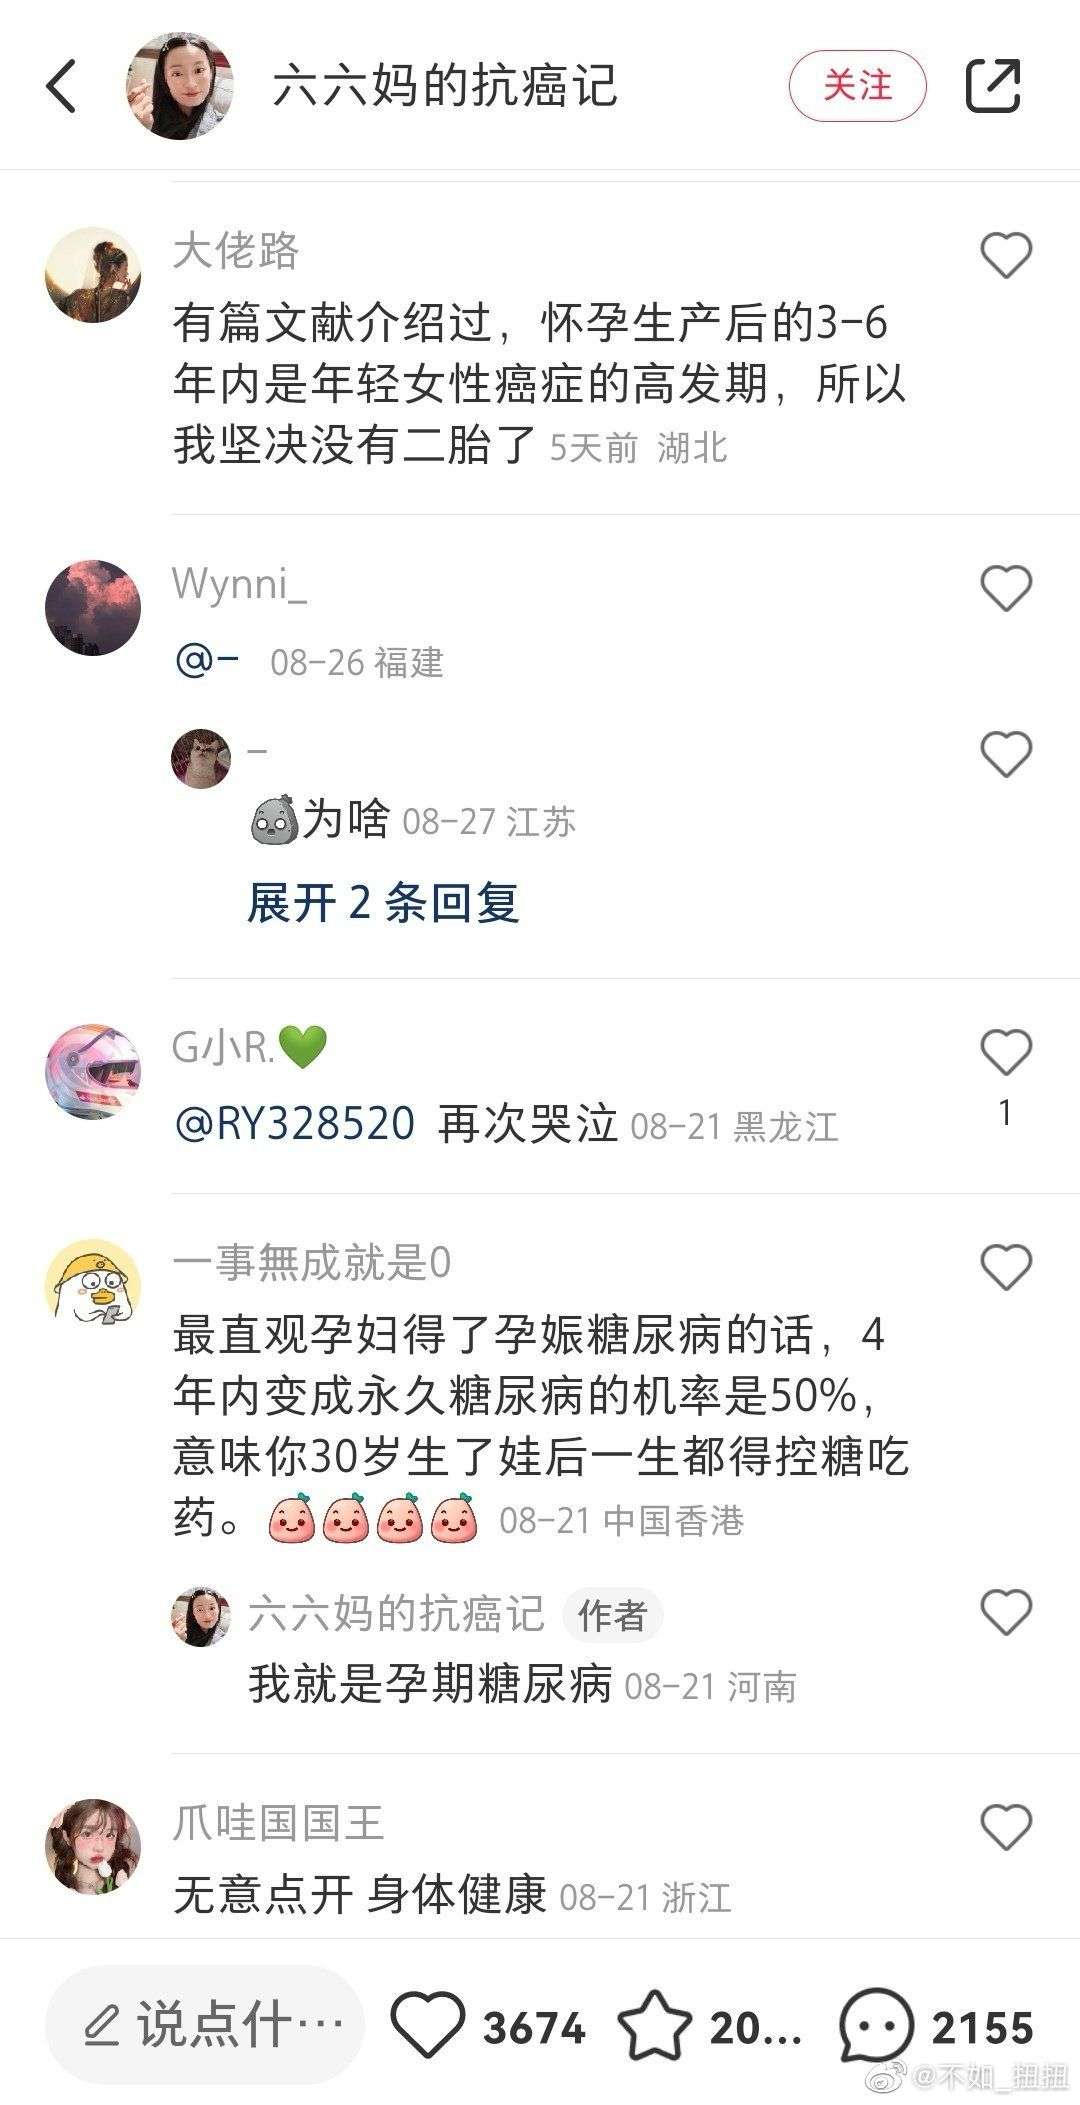 六六妈的抗癌记
关注
大佬路
有篇文献介绍过，怀孕生产后的3-6
年内是年轻女性癌症的高发期，所以
我坚决没有二胎了 5天前 湖北
Wynni_
@- 08-26 福建
-
为啥 08-27 江苏
展开 2 条回复
G小R.💚
@RY328520 再次哭泣 08-21 黑龙江
1
一事無成就是0
最直观孕妇得了孕娠糖尿病的话，4
年内变成永久糖尿病的机率是50%，
意味你30岁生了娃后一生都得控糖吃
药。 08-21 中国香港
六六妈的抗癌记 作者
我就是孕期糖尿病 08-21 河南
爪哇国国王
无意点开 身体健康 08-21 浙江
说点什… 3674 20... 2155
@不如_扭扭